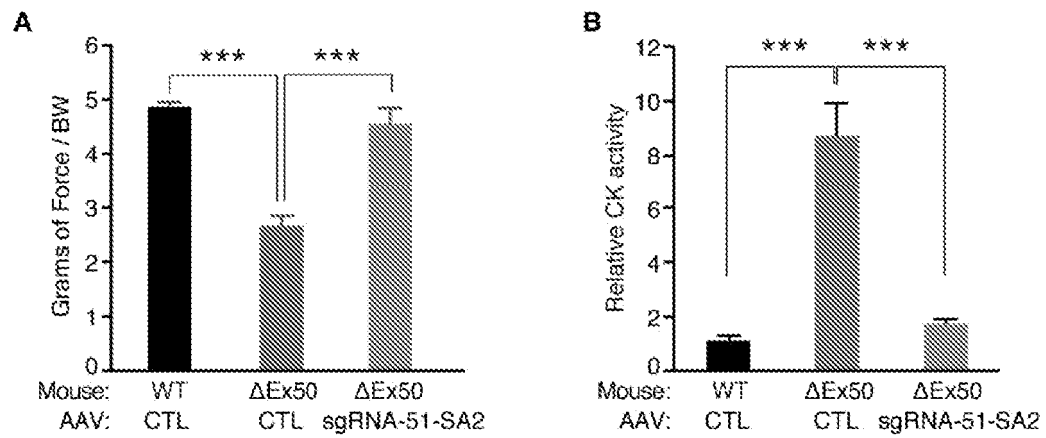 A
6
5
4
3
2
1
0
Grams of Force / BW
*** ***
Mouse: WT ΔEx50 ΔEx50
AAV: CTL CTL sgRNA-51-SA2
B
12
10
8
6
4
2
0
Relative CK activity
*** ***
WT ΔEx50 ΔEx50
CTL CTL sgRNA-51-SA2